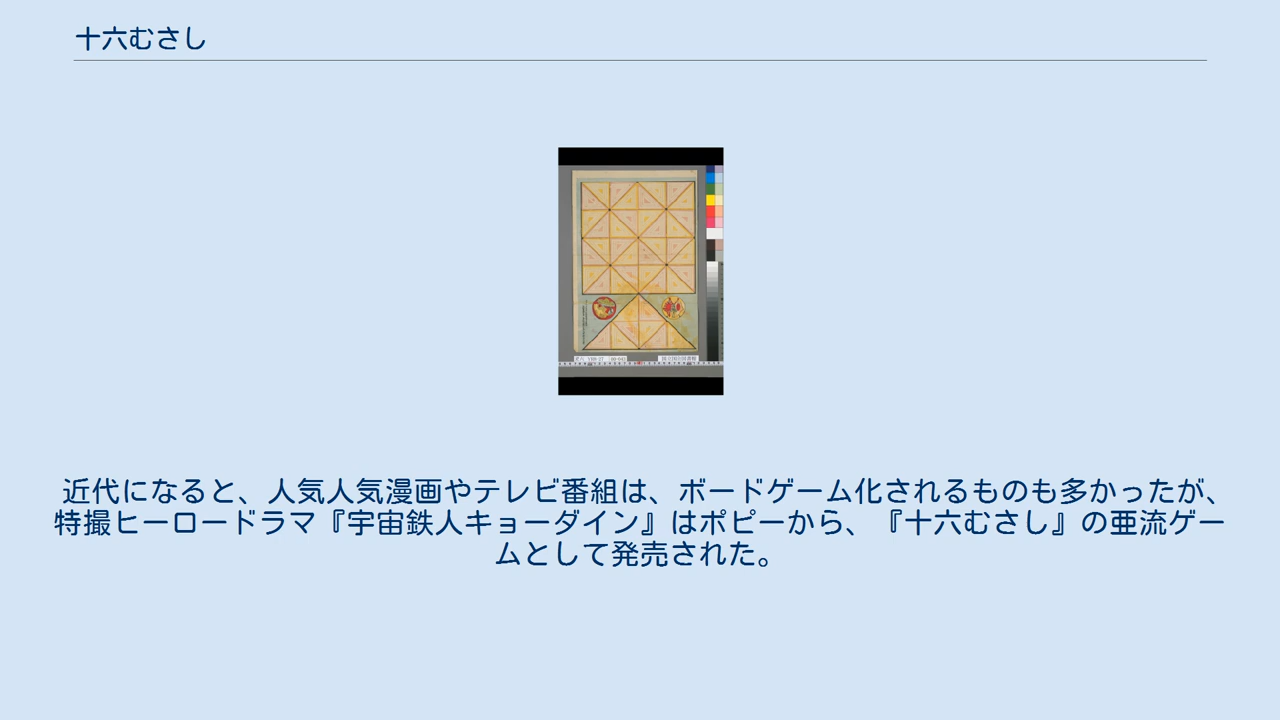 十六むさし
近代になると、人気人気漫画やテレビ番組は、ボードゲーム化されるものも多かったが、
特撮ヒーロードラマ『宇宙鉄人キョーダイン』はポピーから、『十六むさし』の亜流ゲー
ムとして発売された。